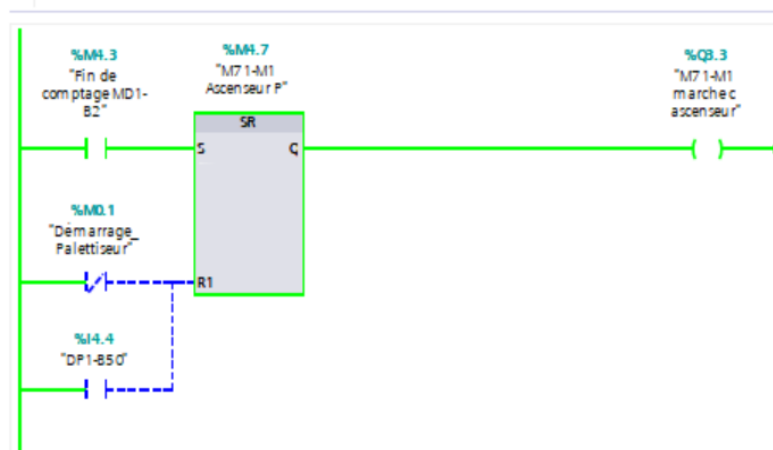 %M4.3
"Fin de
comptage MD1-
B2"
%M4.7
"M71-M1
Ascenseur P"
SR
S
Q
R1
%Q3.3
"M71-M1
marche c
ascenseur"
%M0.1
"Démarrage_
Palettiseur"
%I4.4
"DP1-B50"